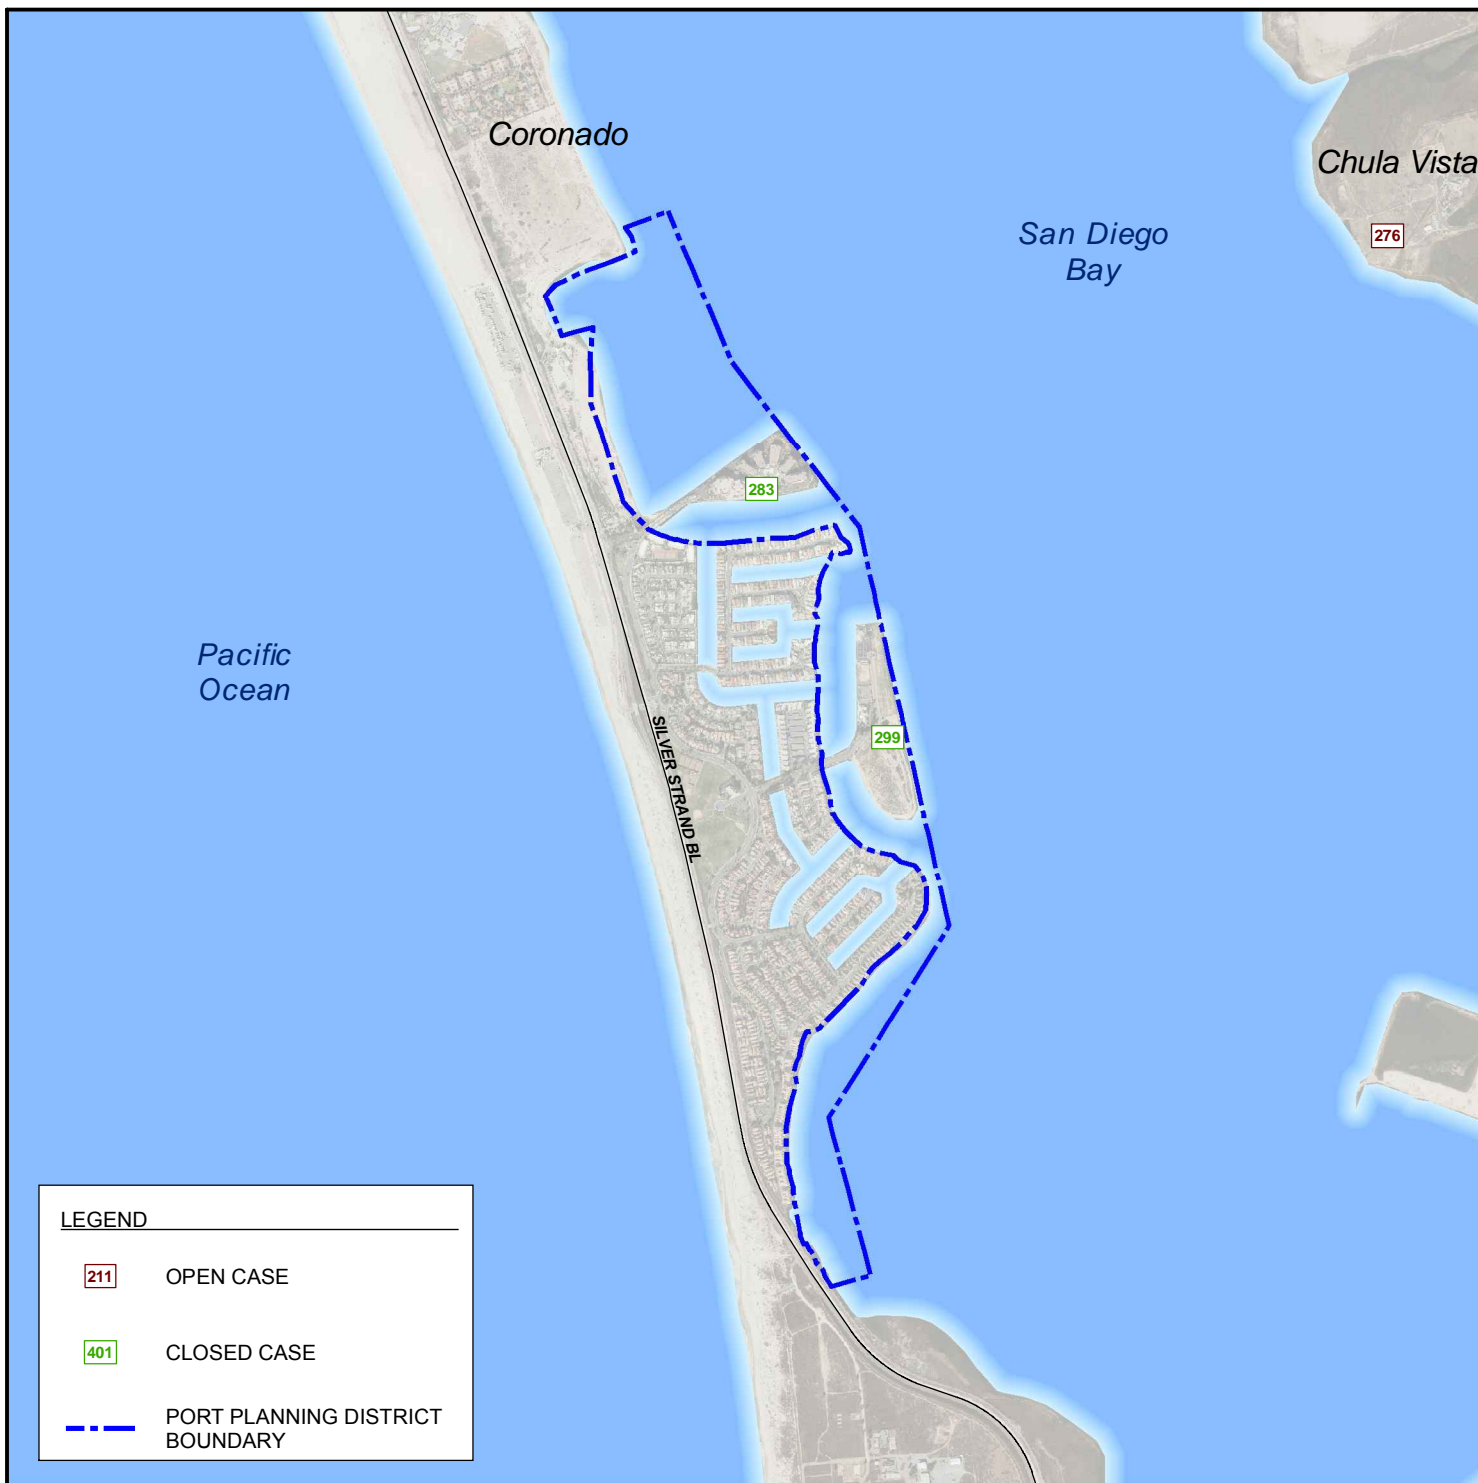 Coronado
Chula Vista
San Diego
Bay
276
283
Pacific
Ocean
299
SILVER STRAND BL
LEGEND
211 OPEN CASE
401 CLOSED CASE
PORT PLANNING DISTRICT
BOUNDARY